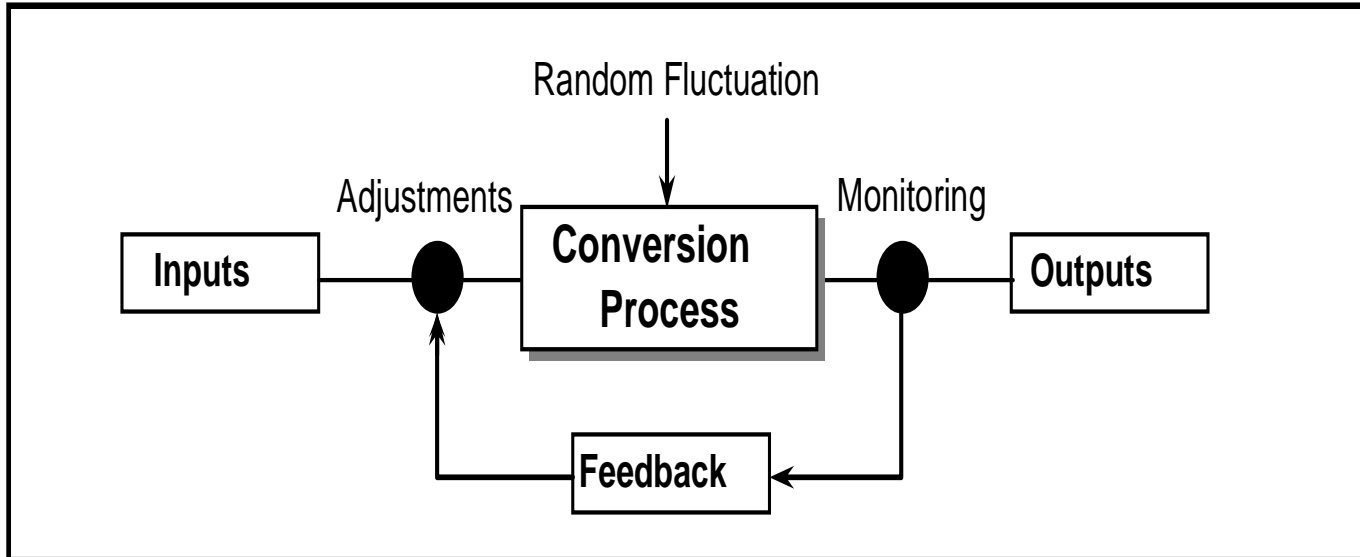 Random Fluctuation
Adjustments
Monitoring
Inputs
Conversion
Process
Outputs
Feedback